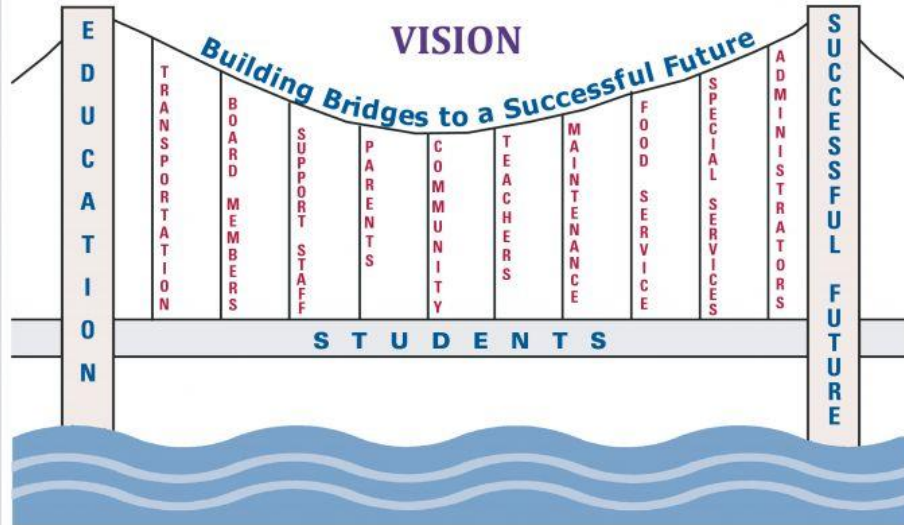 VISION
Building Bridges to a Successful Future
EDUCATION
TRANSPORTATION
BOARD MEMBERS
SUPPORT STAFF
PARENTS
COMMUNITY
TEACHERS
MAINTENANCE
FOOD SERVICE
SPECIAL SERVICES
ADMINISTRATORS
SUCCESSFUL FUTURE
STUDENTS